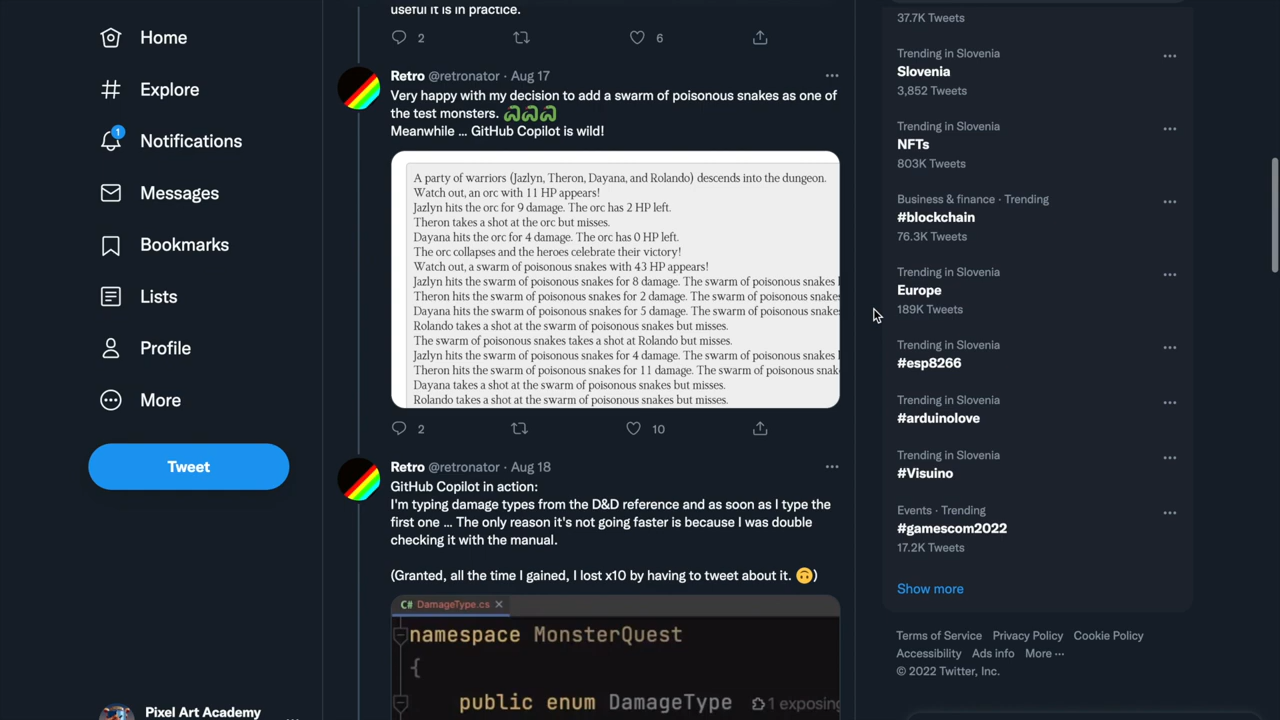 Home
Explore
1
Notifications
Messages
Bookmarks
Lists
Profile
More
Tweet
Pixel Art Academy
useful it is in practice.
2
6
Retro @retronator · Aug 17
Very happy with my decision to add a swarm of poisonous snakes as one of
the test monsters. 🐍🐍🐍
Meanwhile ... GitHub Copilot is wild!
A party of warriors (Jazlyn, Theron, Dayana, and Rolando) descends into the dungeon.
Watch out, an orc with 11 HP appears!
Jazlyn hits the orc for 9 damage. The orc has 2 HP left.
Theron takes a shot at the orc but misses.
Dayana hits the orc for 4 damage. The orc has 0 HP left.
The orc collapses and the heroes celebrate their victory!
Watch out, a swarm of poisonous snakes with 43 HP appears!
Jazlyn hits the swarm of poisonous snakes for 8 damage. The swarm of poisonous snakes
Theron hits the swarm of poisonous snakes for 2 damage. The swarm of poisonous snakes
Dayana hits the swarm of poisonous snakes for 5 damage. The swarm of poisonous snakes
Rolando takes a shot at the swarm of poisonous snakes but misses.
The swarm of poisonous snakes takes a shot at Rolando but misses.
Jazlyn hits the swarm of poisonous snakes for 4 damage. The swarm of poisonous snakes
Theron hits the swarm of poisonous snakes for 11 damage. The swarm of poisonous snak
Dayana takes a shot at the swarm of poisonous snakes but misses.
Rolando takes a shot at the swarm of poisonous snakes but misses.
2
10
Retro @retronator · Aug 18
GitHub Copilot in action:
I'm typing damage types from the D&D reference and as soon as I type the
first one ... The only reason it's not going faster is because I was double
checking it with the manual.
(Granted, all the time I gained, I lost x10 by having to tweet about it. 🙃)
C# DamageType.cs ×
namespace MonsterQuest
{
public enum DamageType 1 exposing
37.7K Tweets
Trending in Slovenia
Slovenia
3,852 Tweets
Trending in Slovenia
NFTs
803K Tweets
Business & finance · Trending
#blockchain
76.3K Tweets
Trending in Slovenia
Europe
189K Tweets
Trending in Slovenia
#esp8266
Trending in Slovenia
#arduinolove
Trending in Slovenia
#Visuino
Events · Trending
#gamescom2022
17.2K Tweets
Show more
Terms of Service Privacy Policy Cookie Policy
Accessibility Ads info More ···
© 2022 Twitter, Inc.